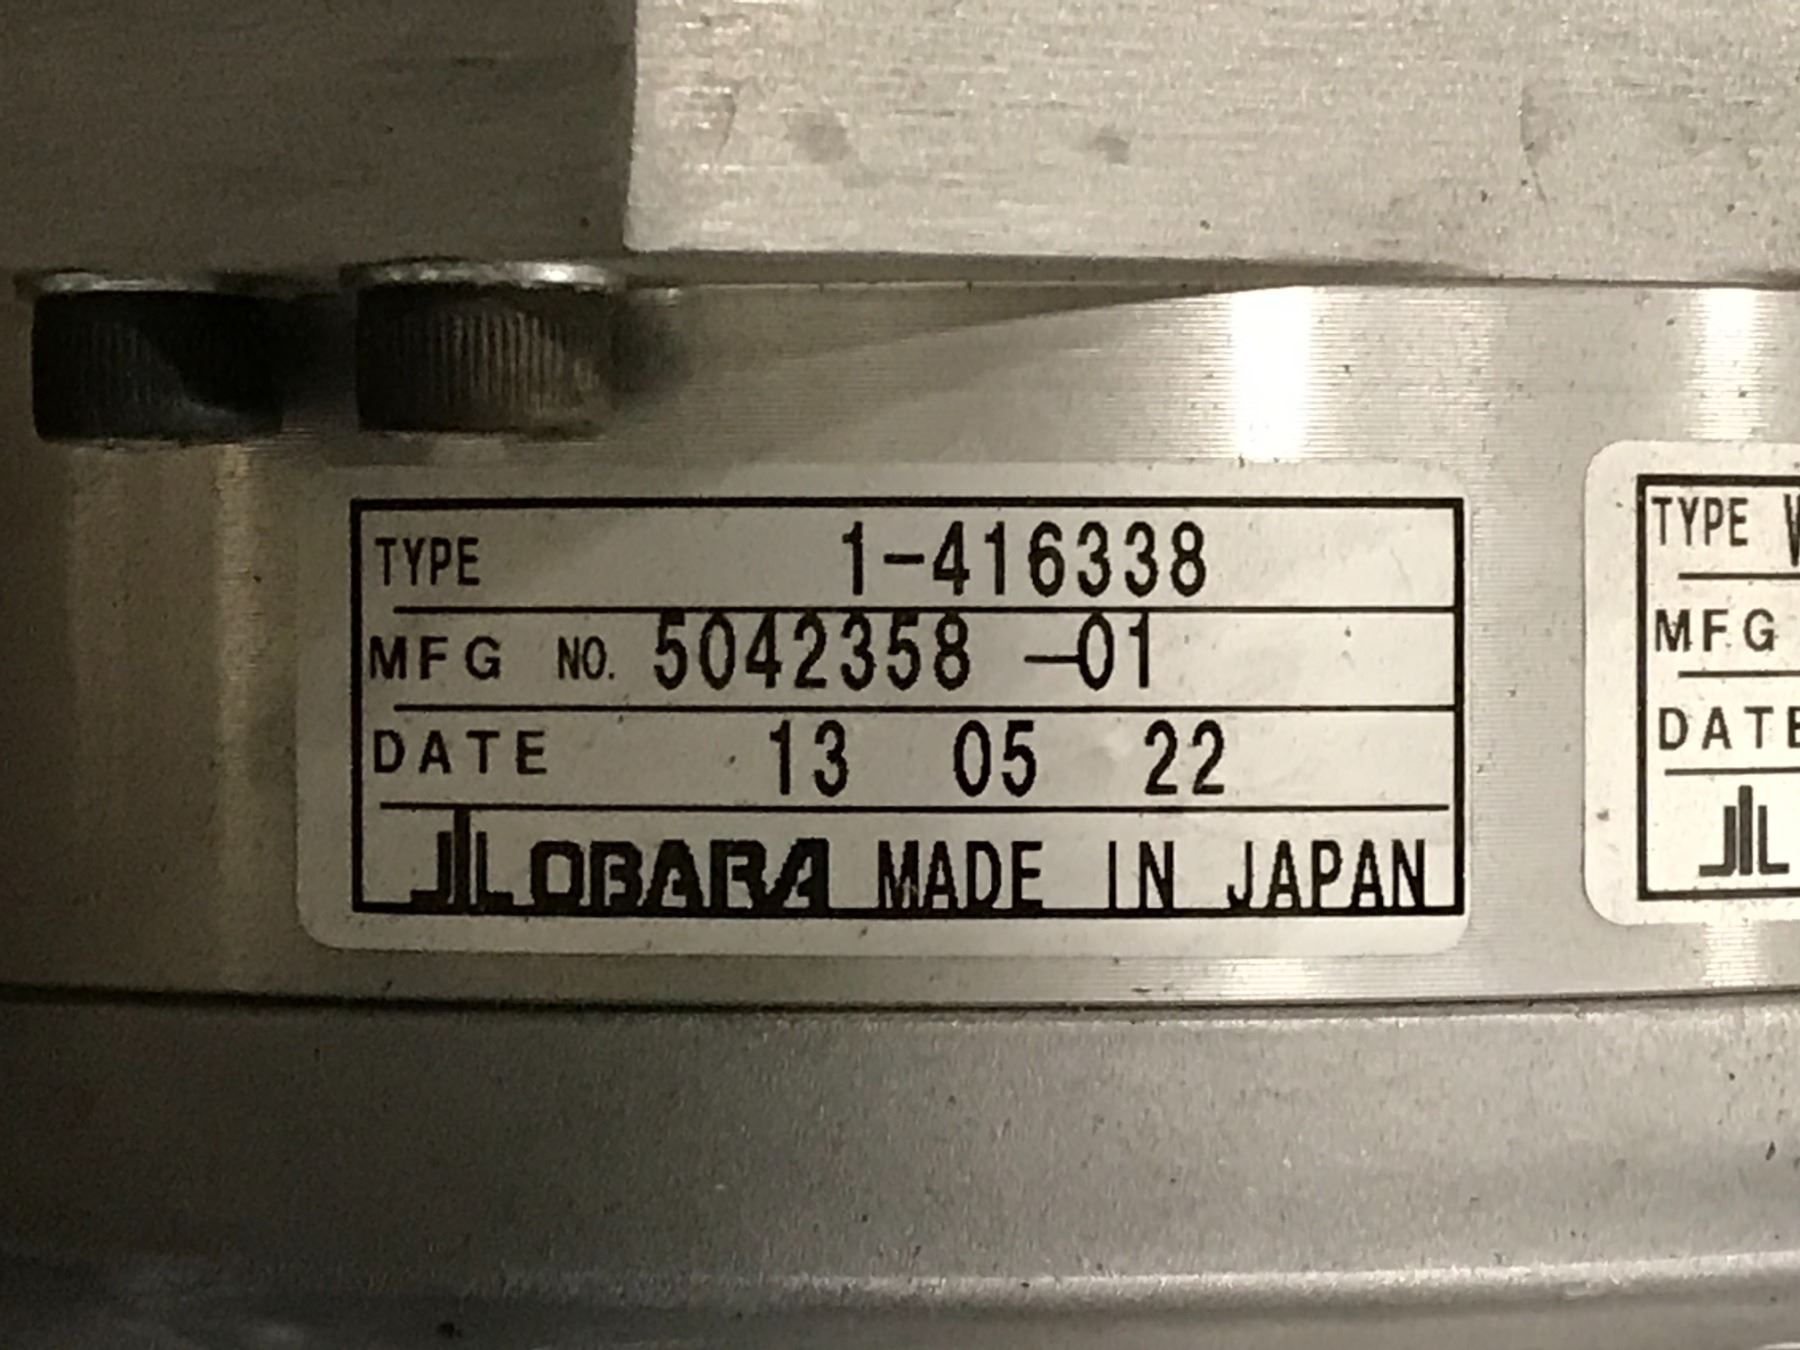 TYPE 1-416338
MFG NO. 5042358 -01
DATE 13 05 22
OBARA MADE IN JAPAN
TYPE
MFG
DATE